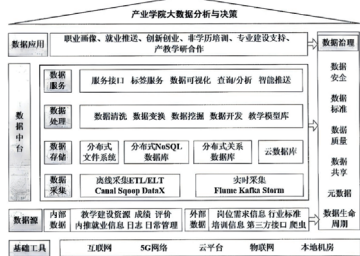 产业学院大数据分析与决策
数据应用
职业画像、就业推送、创新创业、非学历培训、专业建设支持、
产教学研合作
数据治理
数据中台
数据服务
服务接口 标签服务 数据可视化 查询/分析 智能推送
数据处理
数据清洗 数据变换 数据挖掘 数据开发 教学模型库
数据存储
分布式
文件系统
分布式NoSQL
数据库
分布式关系
数据库
云数据库
数据采集
离线采集ETL/ELT
Canal Sqoop DataX
实时采集
Flume Kafka Storm
数据安全
数据标准
数据质量
数据共享
元数据
数据生命周期
数据源
内部数据
教学建设资源 成绩 评价
内推就业信息 日志 日常管理
外部数据
岗位需求信息 行业标准
培训信息 第三方接口 爬虫
基础工具
互联网 5G网络 云平台 物联网 本地机房